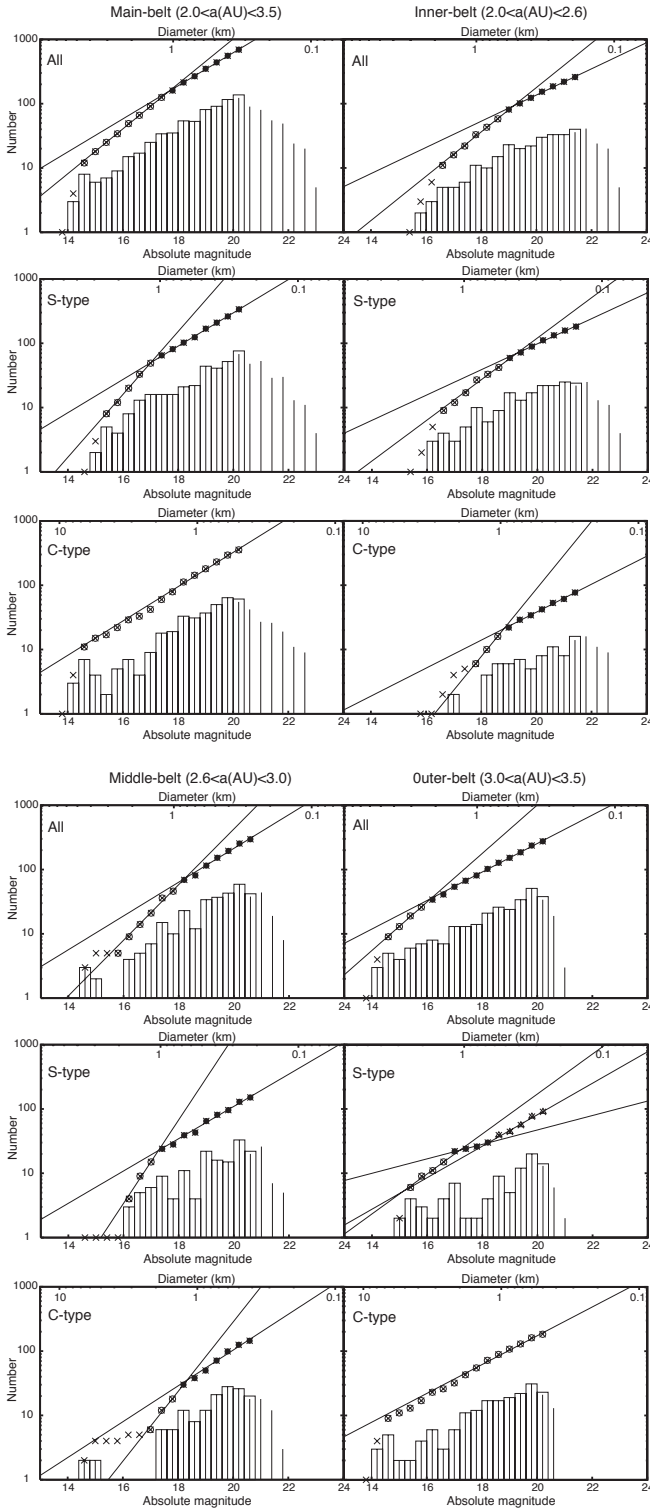 Main-belt (2.0<a(AU)<3.5) Inner-belt (2.0<a(AU)<2.6)
Diameter (km) Diameter (km)
1000 1 1 0.1
All All
100
Number
10
1
14 16 18 20 22 14 16 18 20 22 24
Absolute magnitude Absolute magnitude
Diameter (km) Diameter (km)
1000 1 0.1 1 0.1
S-type S-type
100
Number
10
1
14 16 18 20 22 24 14 16 18 20 22 24
Absolute magnitude Absolute magnitude
Diameter (km) Diameter (km)
1000 10 1 10 1 0.1
C-type C-type
100
Number
10
1
14 16 18 20 22 24 14 16 18 20 22 24
Absolute magnitude Absolute magnitude
Middle-belt (2.6<a(AU)<3.0) 0uter-belt (3.0<a(AU)<3.5)
Diameter (km) Diameter (km)
1000 1 0.1 1 0.1
All All
100
Number
10
1
14 16 18 20 22 14 16 18 20 22 24
Absolute magnitude Absolute magnitude
Diameter (km) Diameter (km)
1000 1 0.1 1 0.1
S-type S-type
100
Number
10
1
14 16 18 20 22 24 14 16 18 20 22 24
Absolute magnitude Absolute magnitude
Diameter (km) Diameter (km)
1000 10 1 10 1 0.1
C-type C-type
100
Number
10
1
14 16 18 20 22 24 14 16 18 20 22 24
Absolute magnitude Absolute magnitude